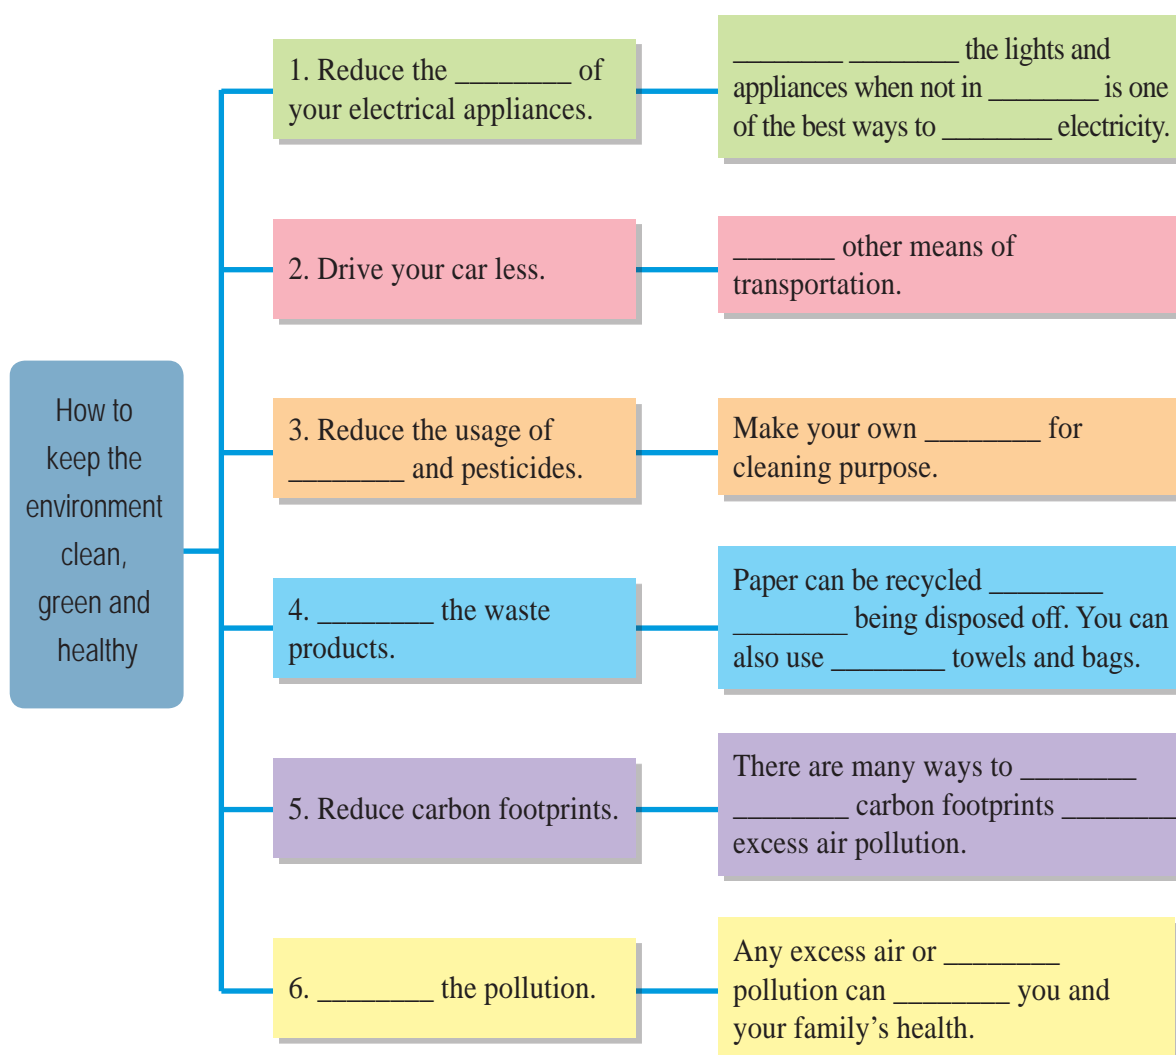 1. Reduce the ________ of
your electrical appliances.
________ ________ the lights and
appliances when not in ________ is one
of the best ways to ________ electricity.
2. Drive your car less.
_______ other means of
transportation.
How to
keep the
environment
clean,
green and
healthy
3. Reduce the usage of
________ and pesticides.
Make your own ________ for
cleaning purpose.
4. ________ the waste
products.
Paper can be recycled ________
________ being disposed off. You can
also use ________ towels and bags.
5. Reduce carbon footprints.
There are many ways to ________
________ carbon footprints ________
excess air pollution.
6. ________ the pollution.
Any excess air or ________
pollution can ________ you and
your family’s health.